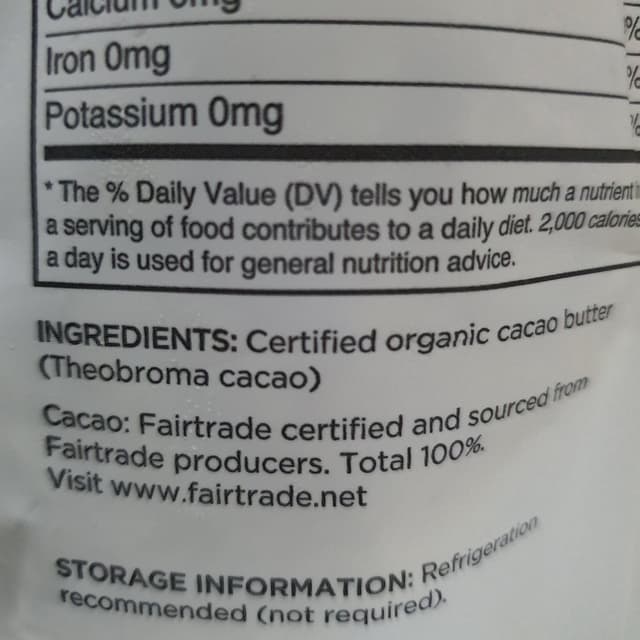 Calcium 0mg
Iron 0mg
Potassium 0mg
* The % Daily Value (DV) tells you how much a nutrient
a serving of food contributes to a daily diet. 2,000 calories
a day is used for general nutrition advice.
INGREDIENTS: Certified organic cacao butter
(Theobroma cacao)
Cacao: Fairtrade certified and sourced from
Fairtrade producers. Total 100%.
Visit www.fairtrade.net
STORAGE INFORMATION: Refrigeration
recommended (not required).